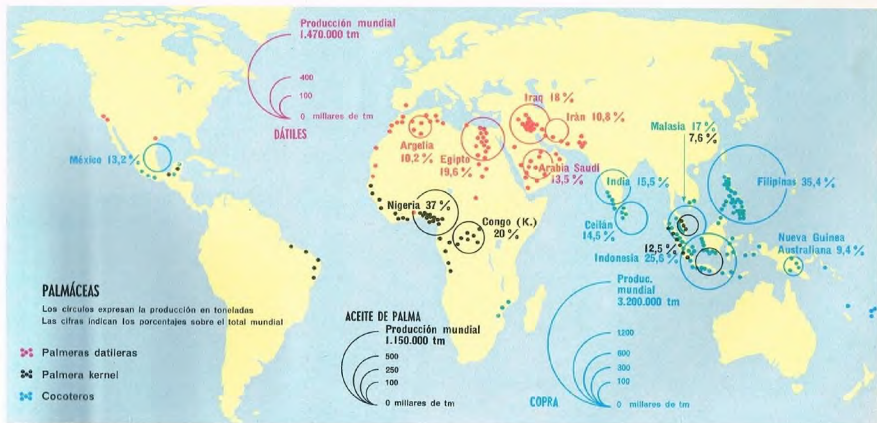 Producción mundial
1.470.000 tm
400
100
0 millares de tm
DÁTILES
México 13,2 %
Argelia
10,2 %
Egipto
19,6 %
Iraq 18 %
Iràn 10,8 %
Arabia Saudí
13,5 %
Malasia 17 %
7,6 %
India 15,5 %
Filipinas 35,4 %
Ceilán
14,5 %
Nigeria 37 %
Congo (K.)
20 %
12,5 %
Indonesia 25,6 %
Nueva Guinea
Australiana 9,4 %
PALMÁCEAS
Los círculos expresan la producción en toneladas
Las cifras indican los porcentajes sobre el total mundial
Palmeras datileras
Palmera kernel
Cocoteros
ACEITE DE PALMA
Producción mundial
1.150.000 tm
500
250
100
0 millares de tm
Produc.
mundial
3.200.000 tm
1.200
600
300
100
0 millares de tm
COPRA